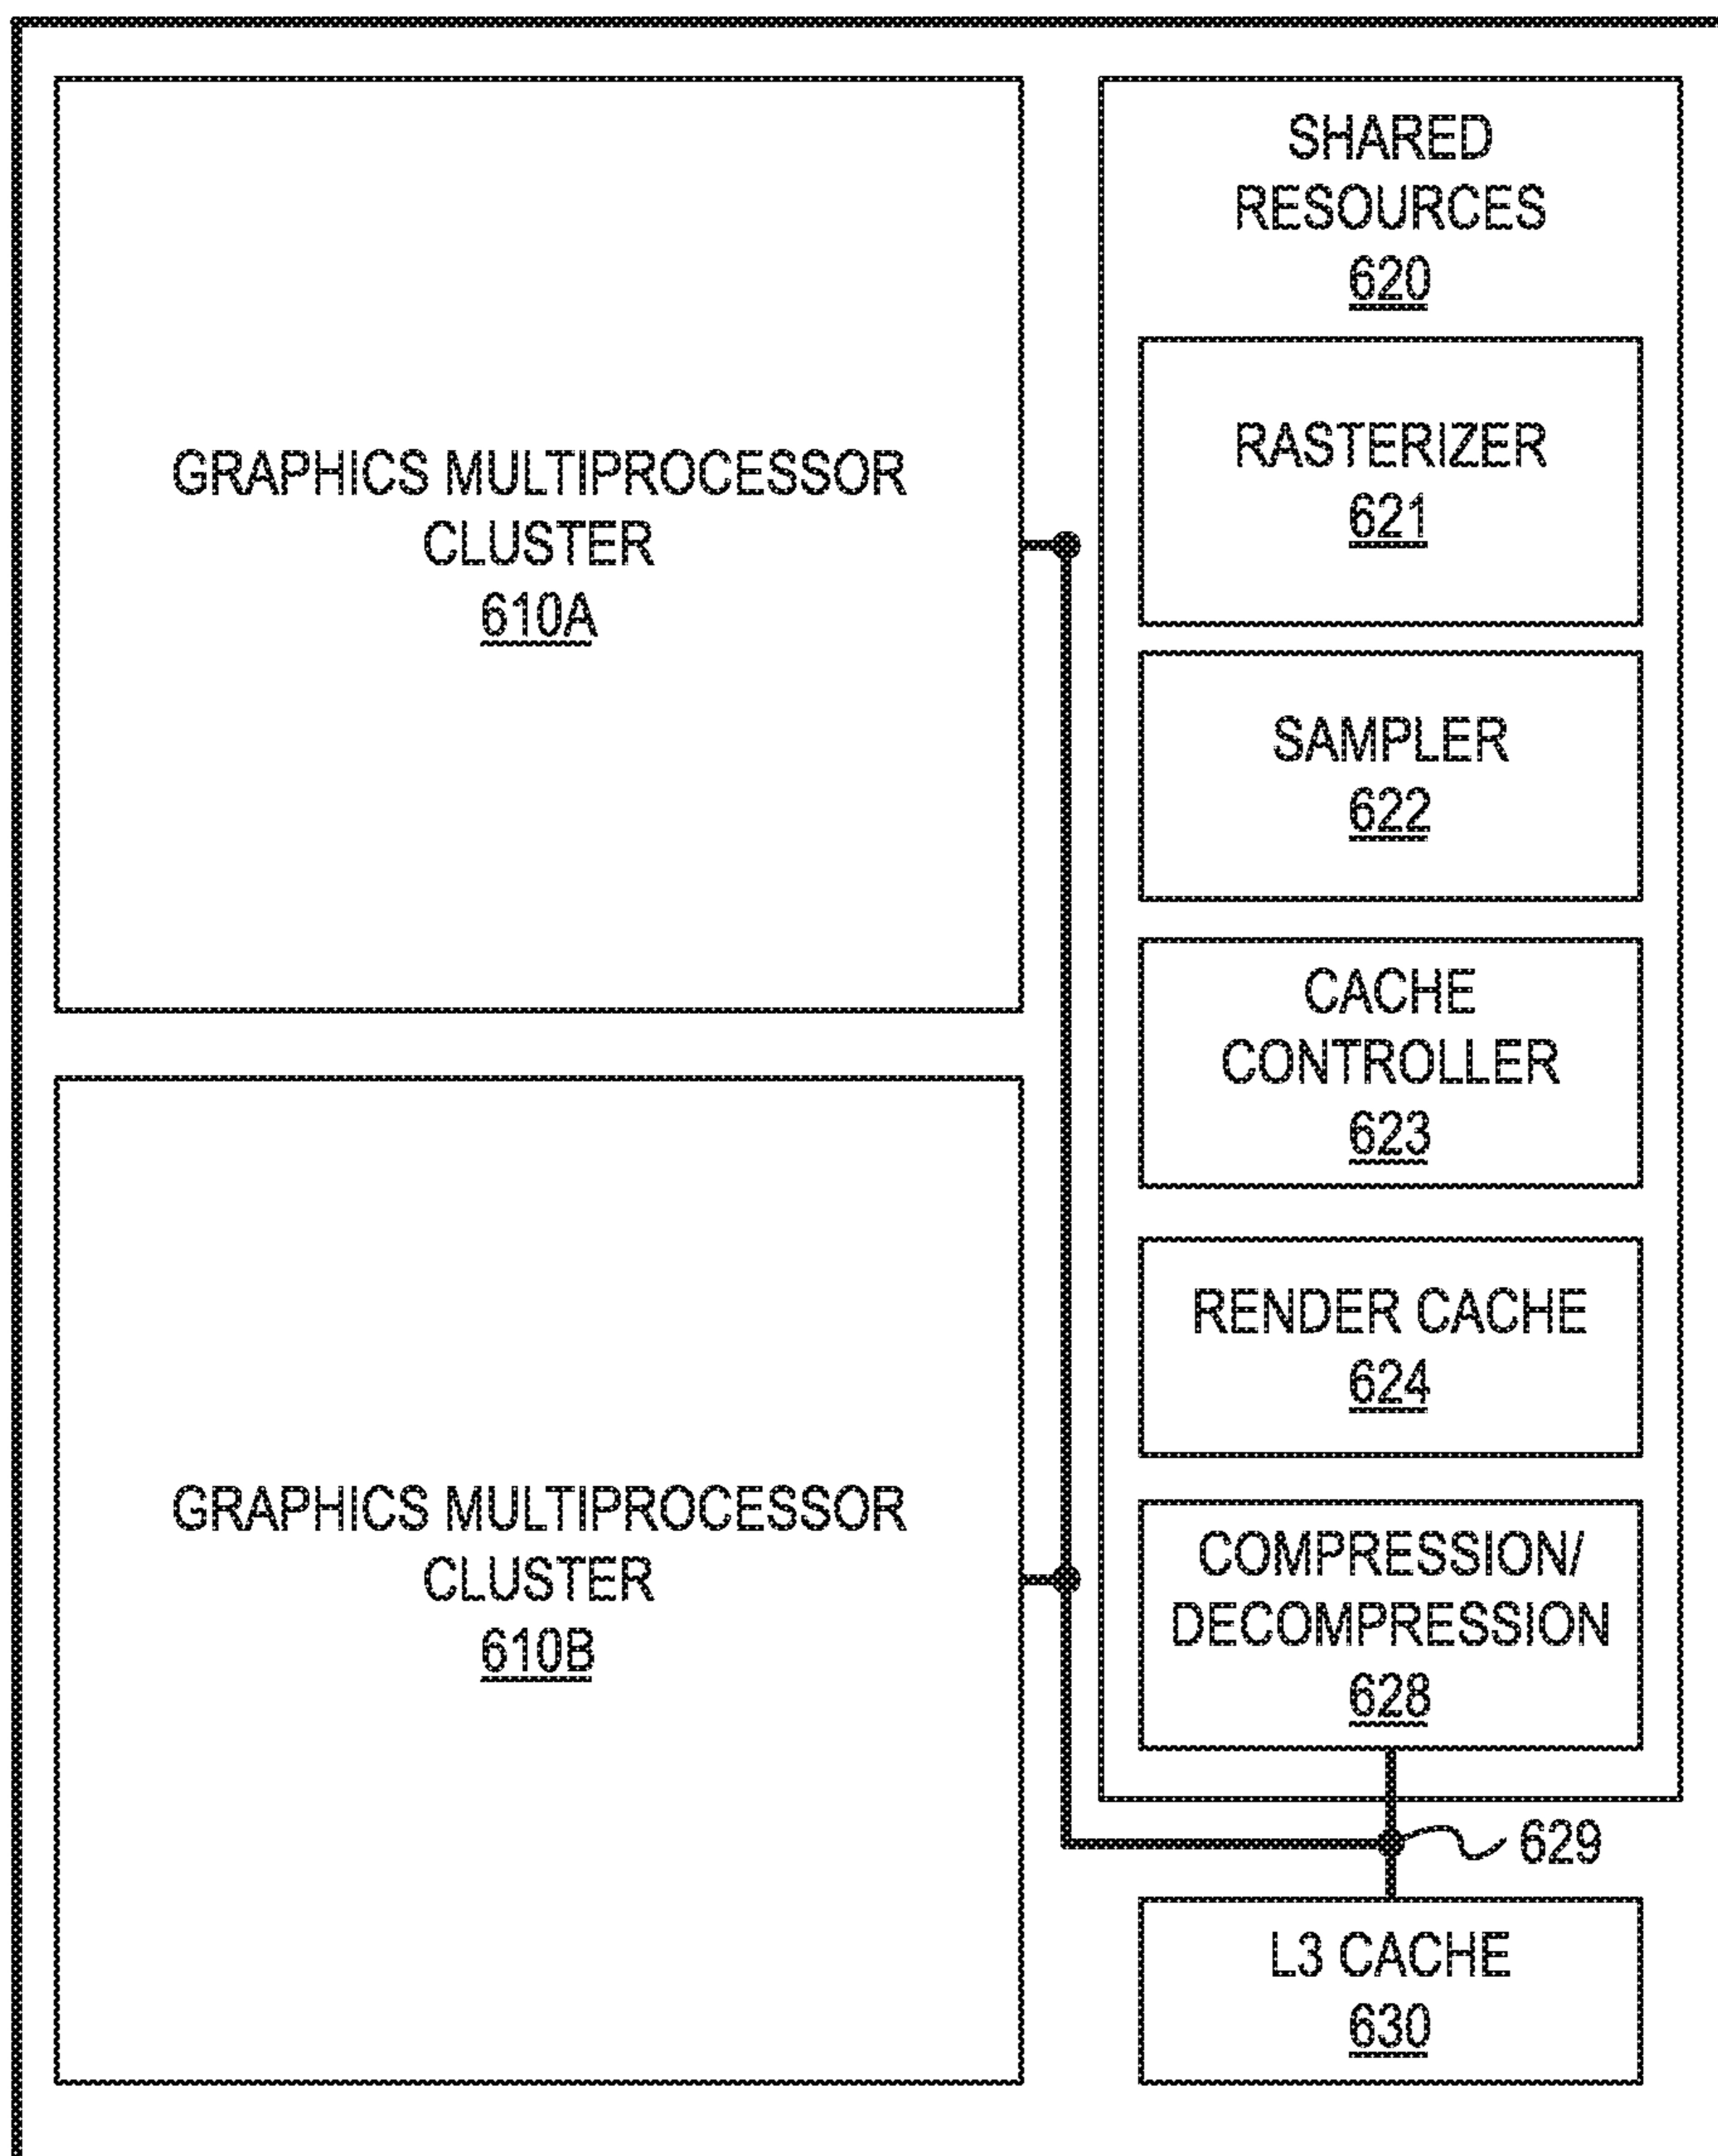 GRAPHICS MULTIPROCESSOR
CLUSTER
610A
GRAPHICS MULTIPROCESSOR
CLUSTER
610B
SHARED
RESOURCES
620
RASTERIZER
621
SAMPLER
622
CACHE
CONTROLLER
623
RENDER CACHE
624
COMPRESSION/
DECOMPRESSION
628
629
L3 CACHE
630